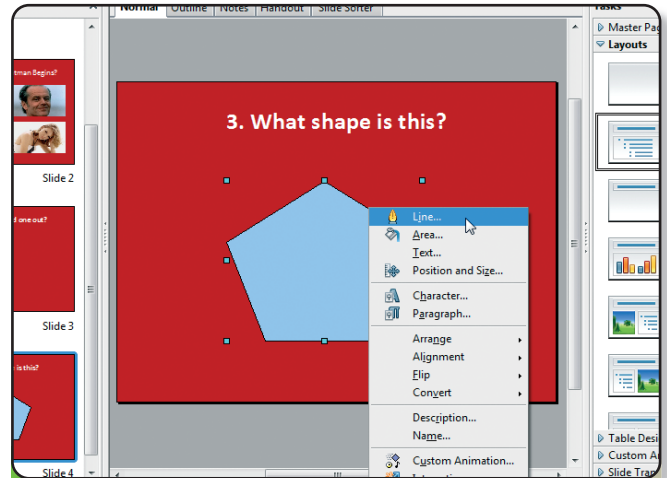 Normal Outline Notes Handout Slide Sorter
Tasks
Master Pag
Layouts
tman Begins?
Slide 2
d one out?
Slide 3
is this?
Slide 4
3. What shape is this?
Line...
Area...
Text...
Position and Size...
Character...
Paragraph...
Arrange
Alignment
Flip
Convert
Description...
Name...
Custom Animation...
Table Desi
Custom A
Slide Tran